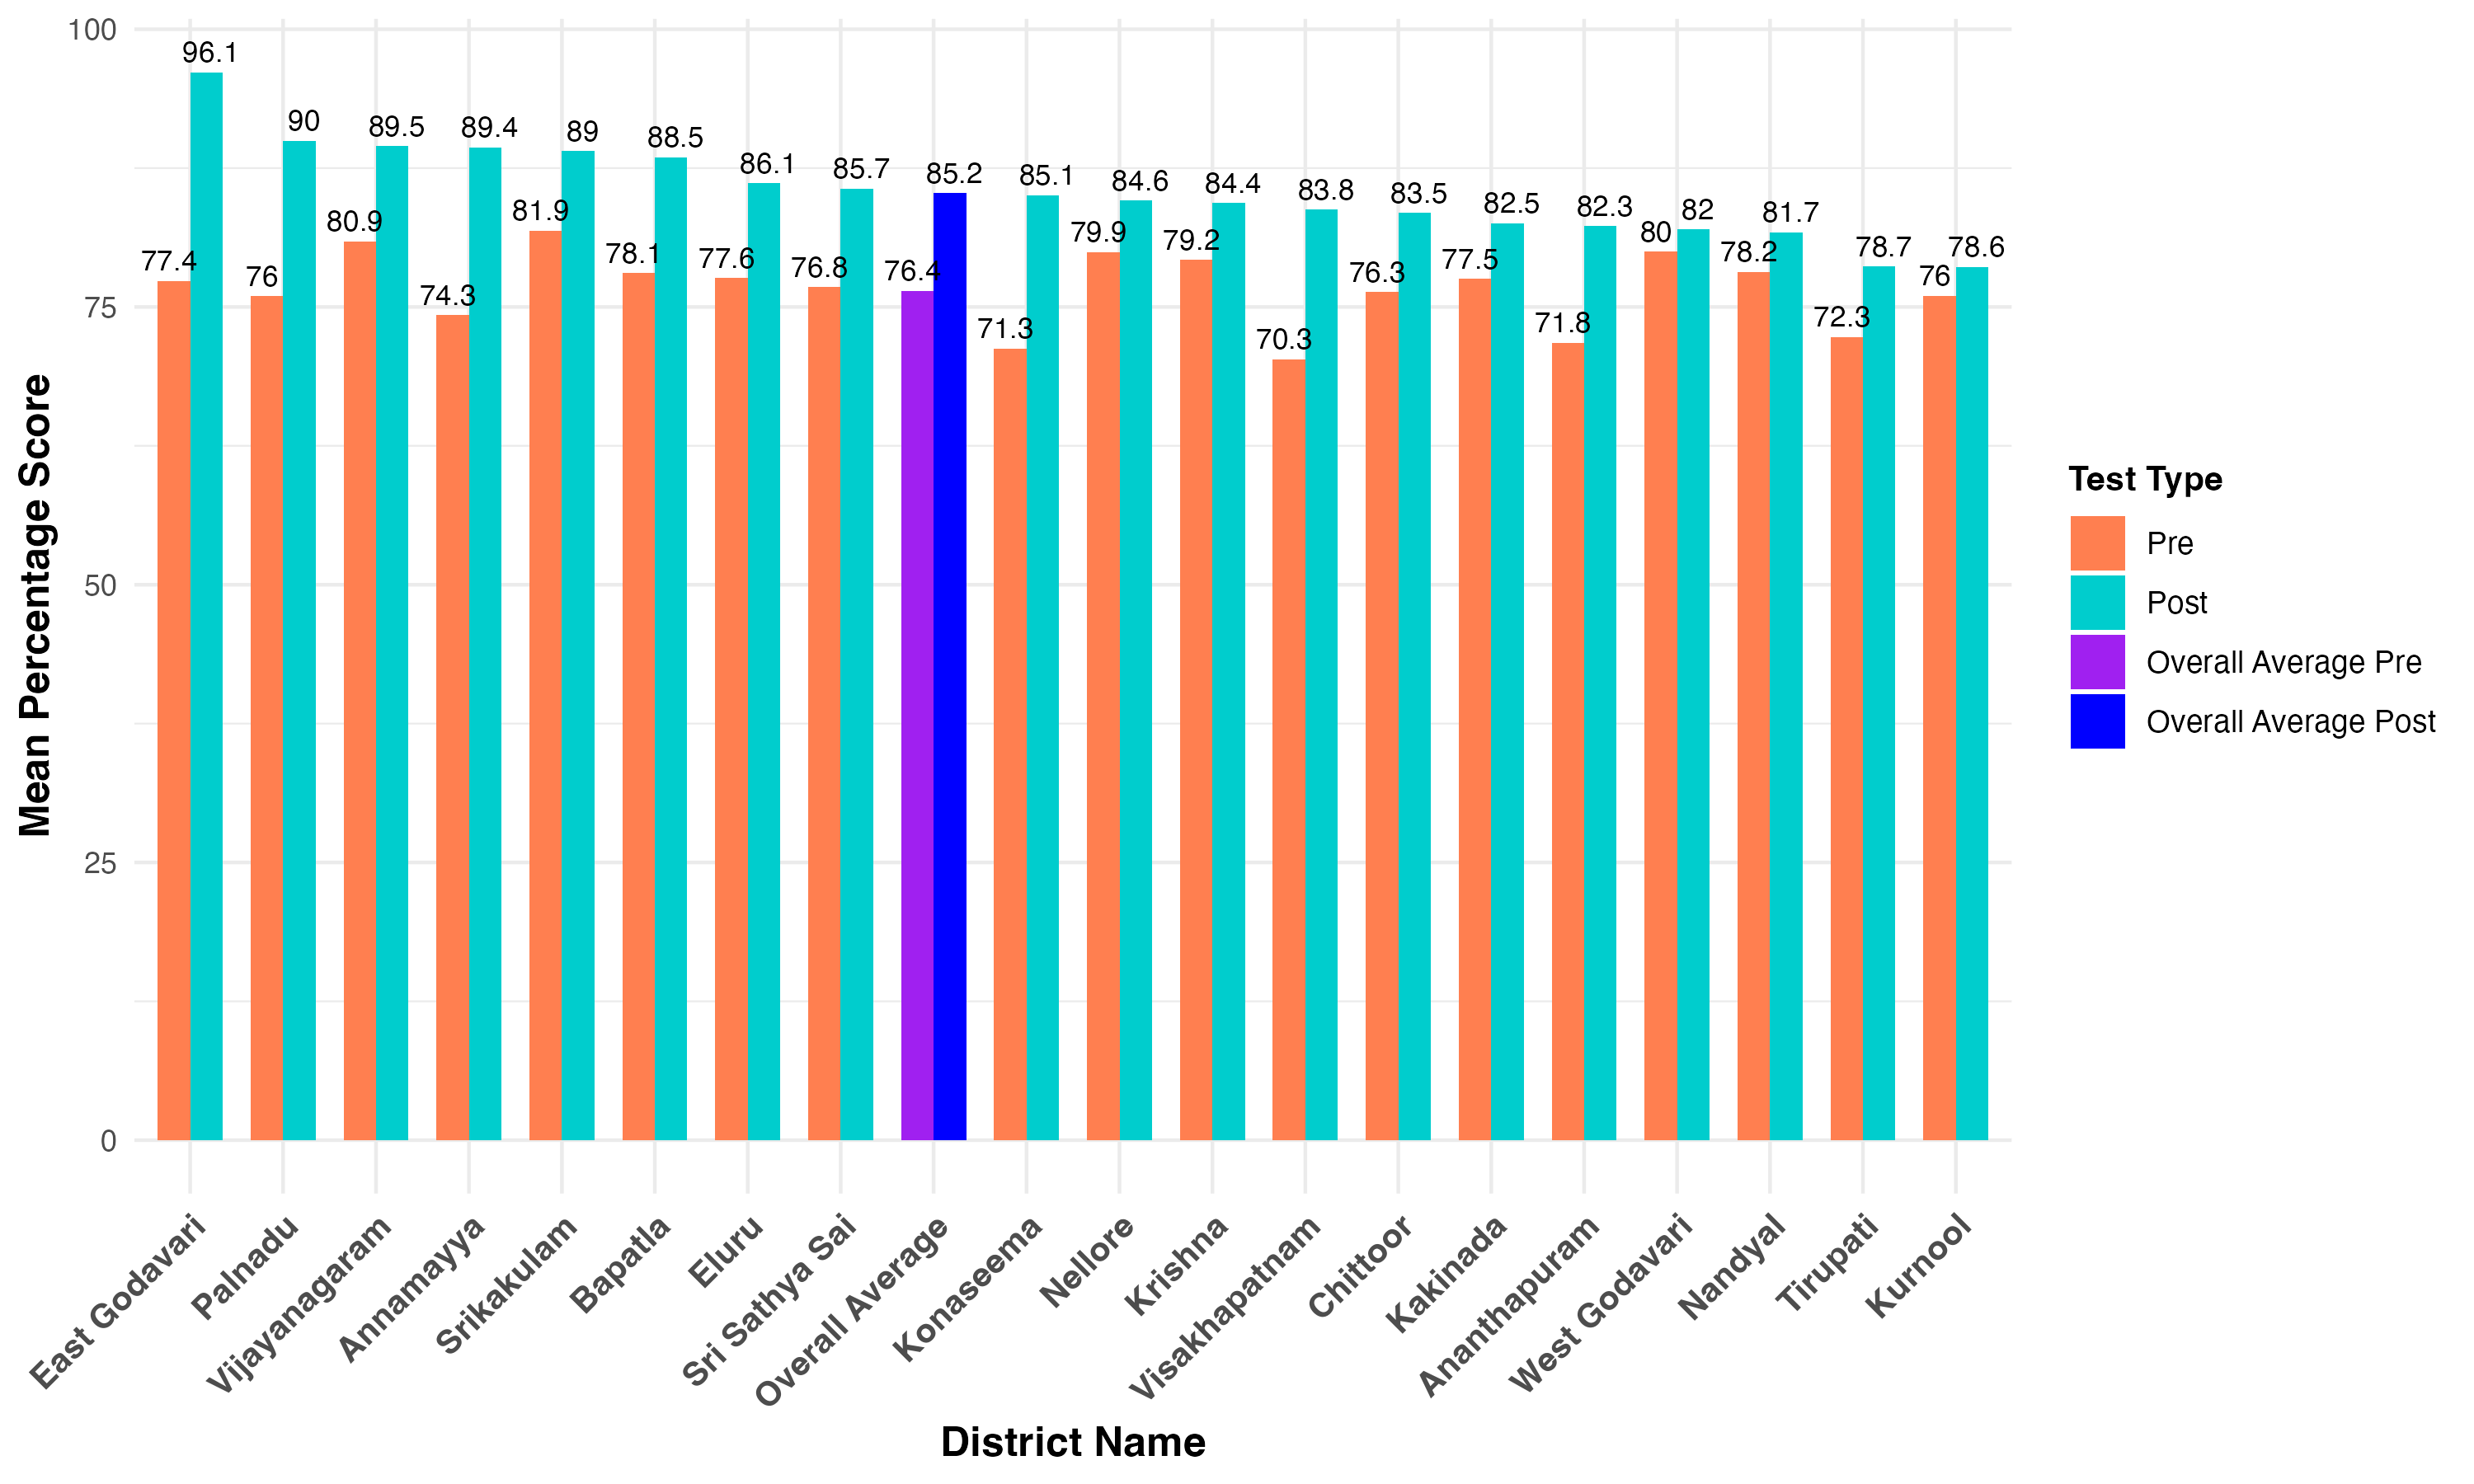 100
75
50
25
0
Mean Percentage Score
77.4 96.1
76 90
80.9 89.5
74.3 89.4
81.9 89
78.1 88.5
77.6 86.1
76.8 85.7
76.4 85.2
71.3 85.1
79.9 84.6
79.2 84.4
70.3 83.8
76.3 83.5
77.5 82.5
71.8 82.3
80 82
78.2 81.7
72.3 78.7
76 78.6
East Godavari
Palnadu
Vijayanagaram
Annamayya
Srikakulam
Bapatla
Eluru
Sri Sathya Sai
Overall Average
Konaseema
Nellore
Krishna
Visakhapatnam
Chittoor
Kakinada
Ananthapuram
West Godavari
Nandyal
Tirupati
Kurnool
District Name
Test Type
Pre
Post
Overall Average Pre
Overall Average Post